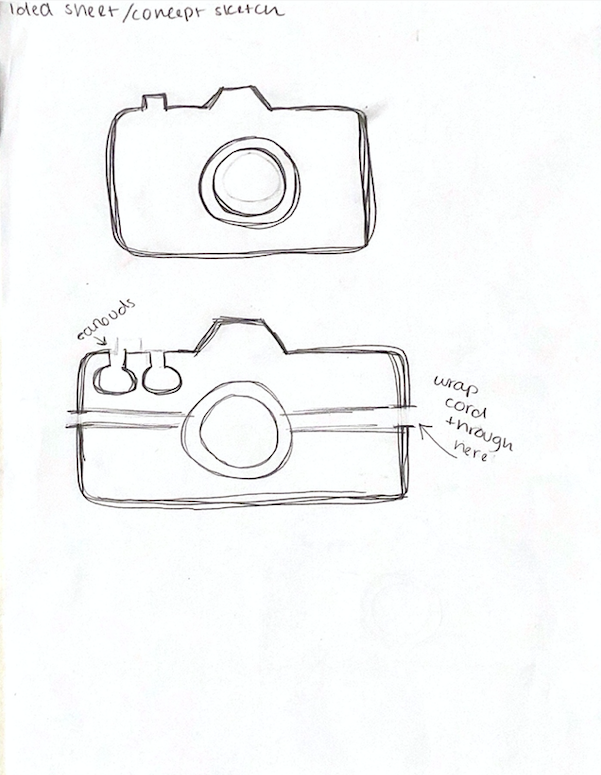 Idea sheet/concept sketch
earbuds
wrap
cord
through
here